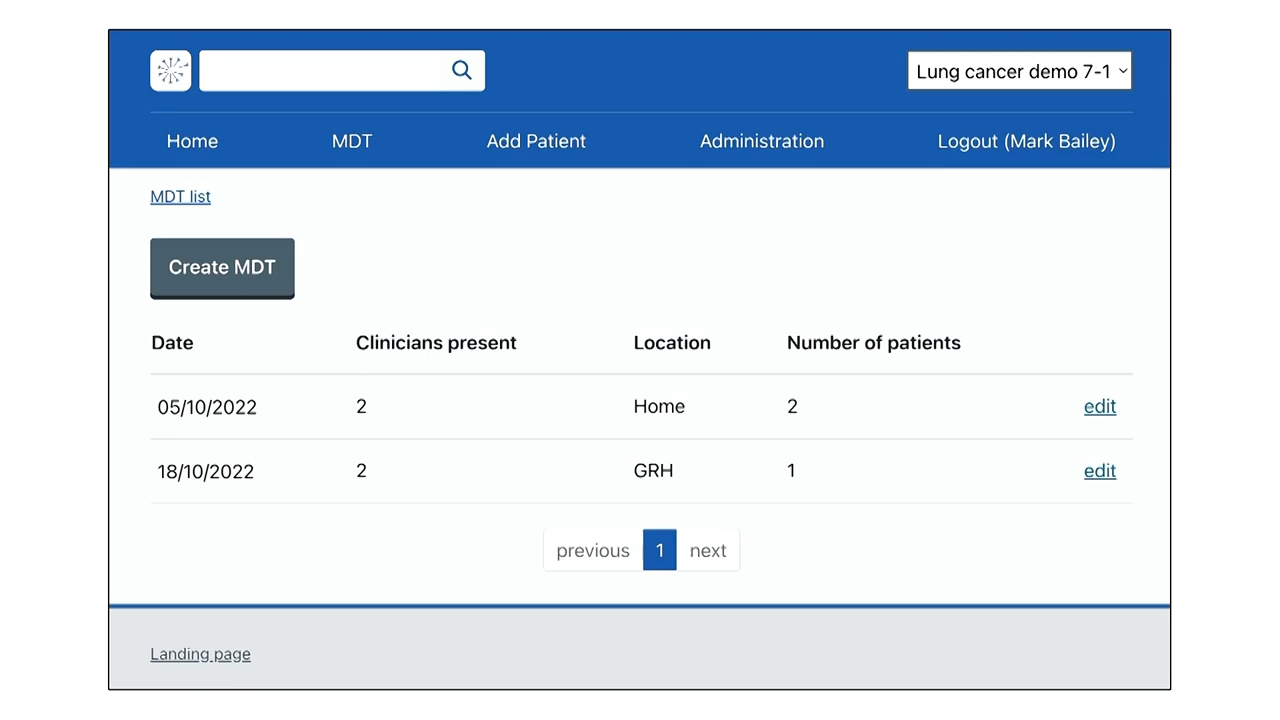 Lung cancer demo 7-1
Home MDT Add Patient Administration Logout (Mark Bailey)
MDT list
Create MDT
Date Clinicians present Location Number of patients
05/10/2022 2 Home 2 edit
18/10/2022 2 GRH 1 edit
previous 1 next
Landing page